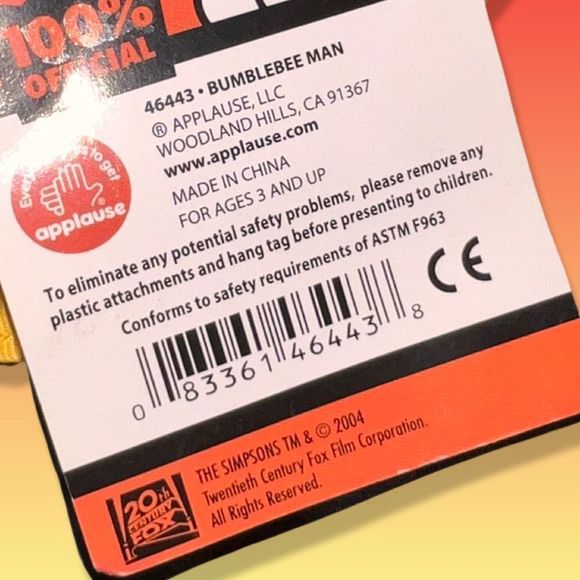 100%
OFFICIAL
46443 • BUMBLEBEE MAN
® APPLAUSE, LLC
WOODLAND HILLS, CA 91367
www.applause.com
MADE IN CHINA
FOR AGES 3 AND UP
to get
applause
To eliminate any potential safety problems, please remove any
plastic attachments and hang tag before presenting to children.
Conforms to safety requirements of ASTM F963
CE
0 83361 46443 8
THE SIMPSONS TM & © 2004
Twentieth Century Fox Film Corporation.
All Rights Reserved.
20th
CENTURY
FOX